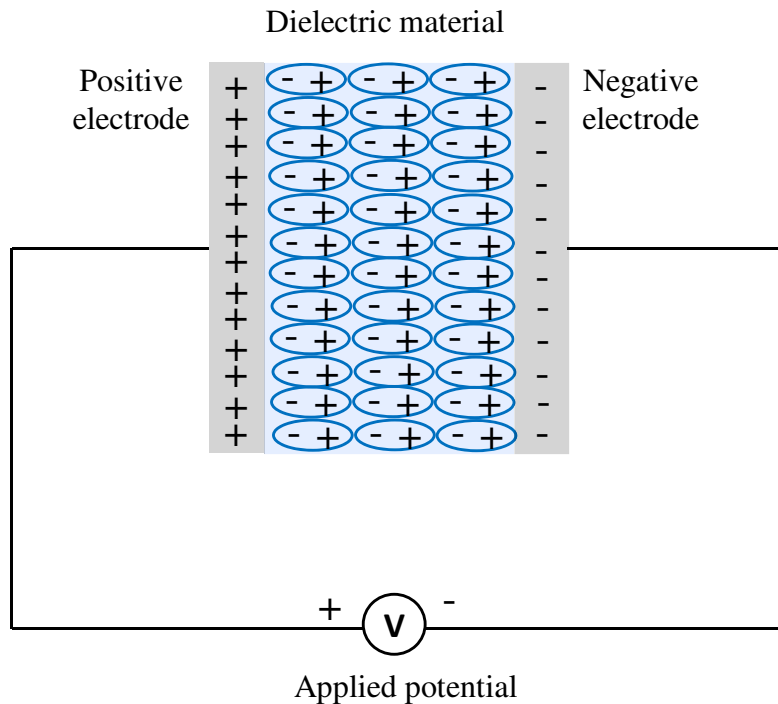 Dielectric material
Positive
electrode
Negative
electrode
+ - + - + - + -
+ - + - + - + -
+ - + - + - + -
+ - + - + - + -
+ - + - + - + -
+ - + - + - + -
+ - + - + - + -
+ - + - + - + -
+ - + - + - + -
+ - + - + - + -
+ - + - + - + -
+ - + - + - + -
+ - + - + - + -
+ V -
Applied potential